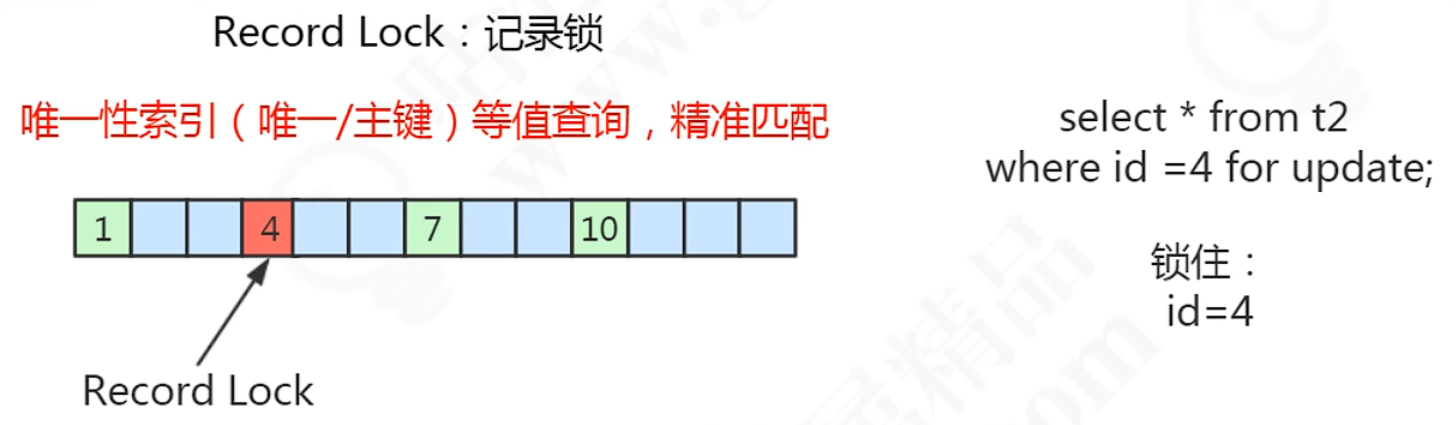 Record Lock：记录锁
唯一性索引（唯一/主键）等值查询，精准匹配
1 4 7 10
Record Lock
select * from t2
where id =4 for update;
锁住：
id=4